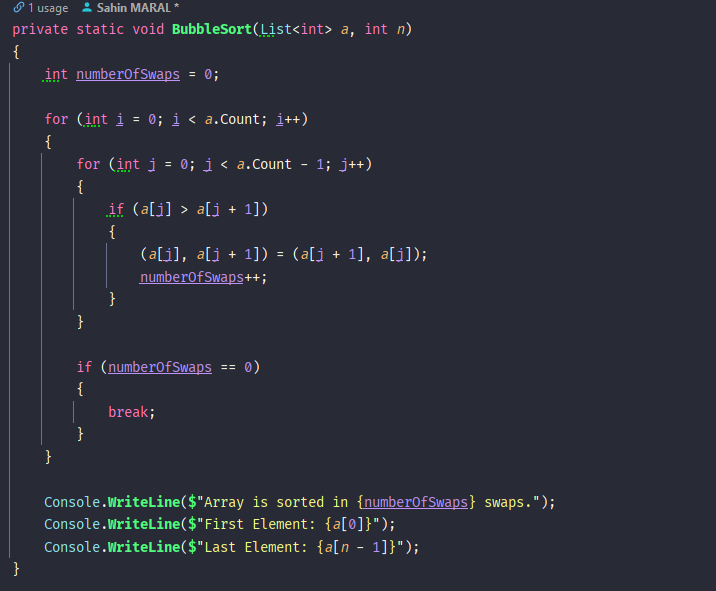 1 usage Sahin MARAL *
private static void BubbleSort(List<int> a, int n)
{
    int numberOfSwaps = 0;

    for (int i = 0; i < a.Count; i++)
    {
        for (int j = 0; j < a.Count - 1; j++)
        {
            if (a[j] > a[j + 1])
            {
                (a[j], a[j + 1]) = (a[j + 1], a[j]);
                numberOfSwaps++;
            }
        }

        if (numberOfSwaps == 0)
        {
            break;
        }
    }

    Console.WriteLine($"Array is sorted in {numberOfSwaps} swaps.");
    Console.WriteLine($"First Element: {a[0]}");
    Console.WriteLine($"Last Element: {a[n - 1]}");
}